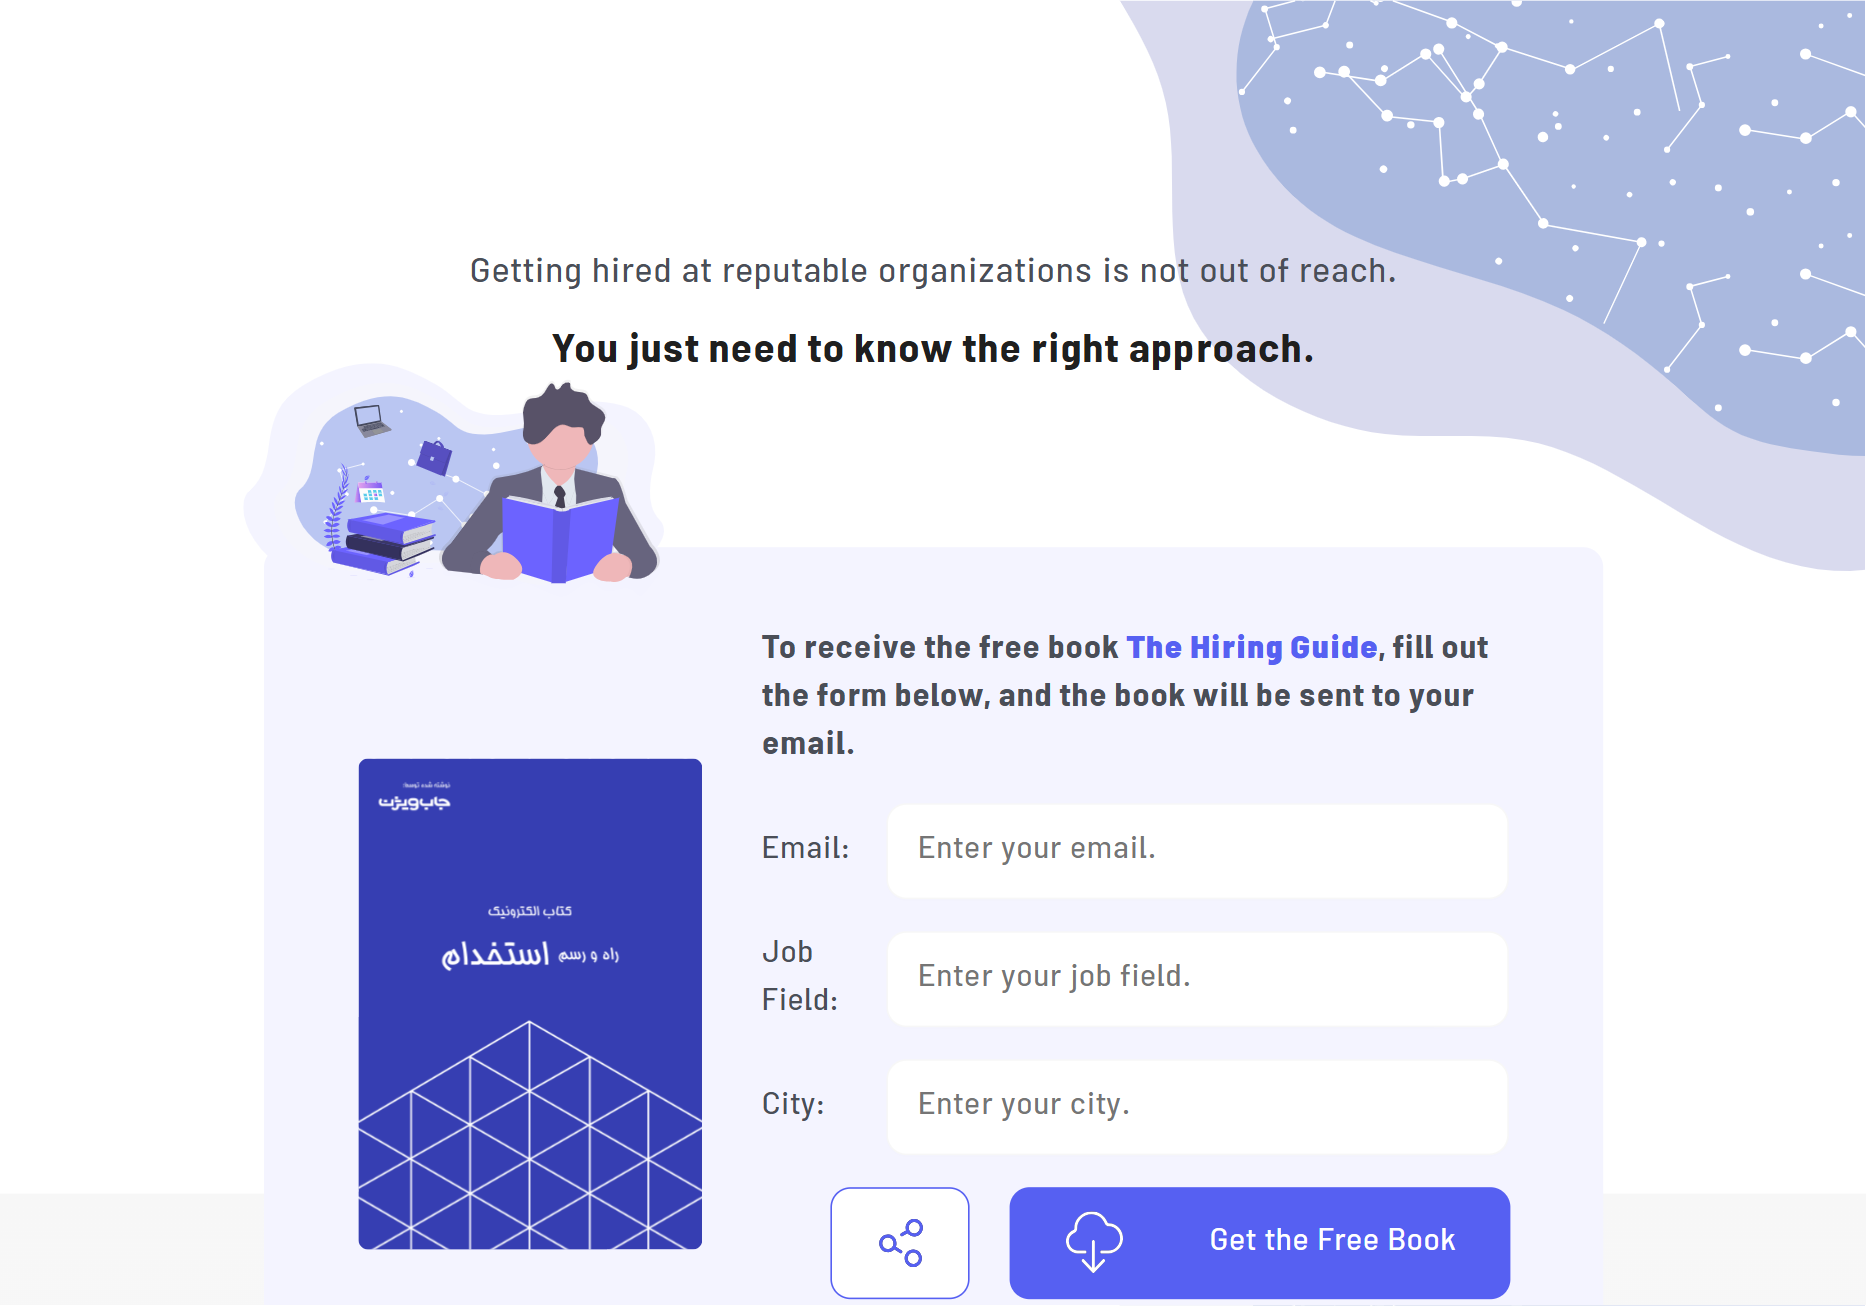 Getting hired at reputable organizations is not out of reach.
You just need to know the right approach.
To receive the free book The Hiring Guide, fill out
the form below, and the book will be sent to your
email.
نوشته شده توسط:
جاب‌ویژن
کتاب الکترونیک
راه و رسم استخدام
Email:
Enter your email.
Job
Field:
Enter your job field.
City:
Enter your city.
Get the Free Book